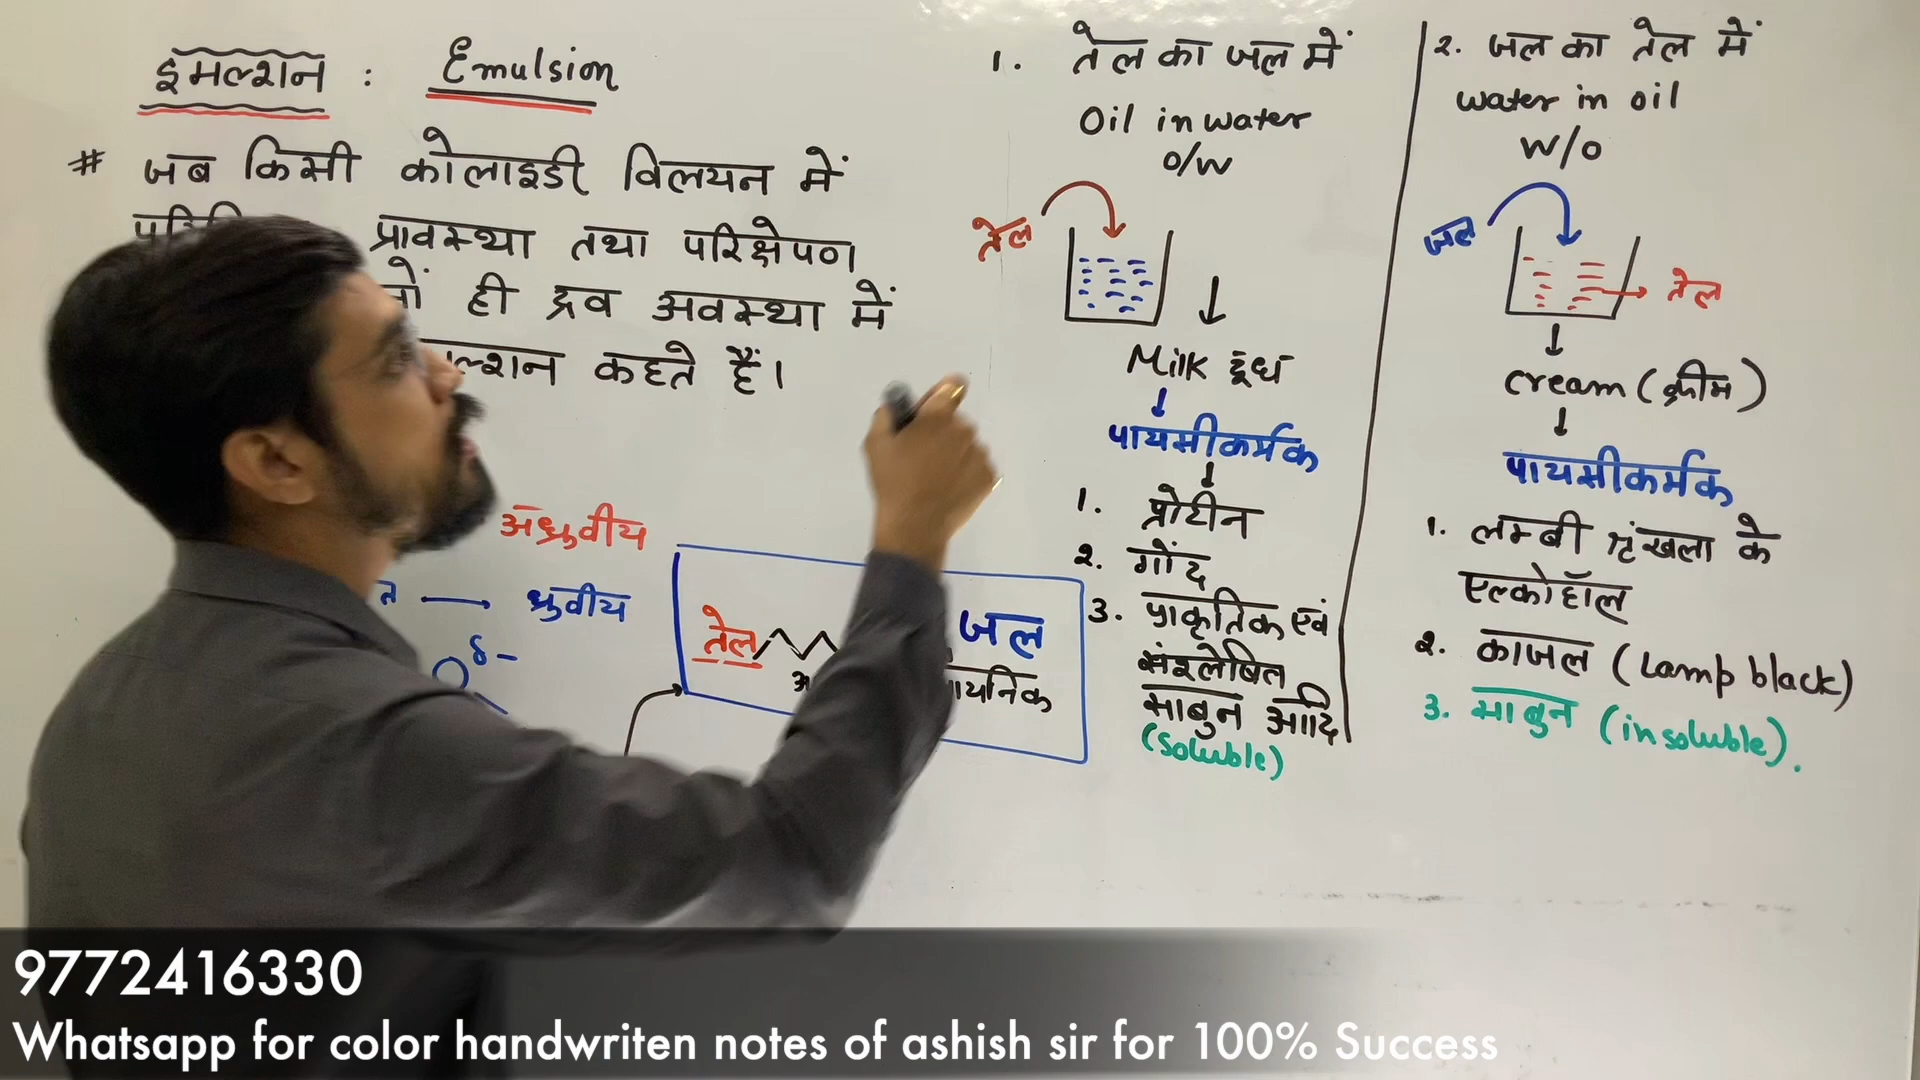 इमल्शन : Emulsion
# जब किसी कोलाइडी विलयन में
प्रावस्था तथा परिक्षेपण
ही द्रव अवस्था में
कहते हैं।
अध्रुवीय
ध्रुवीय
δ-
तेल
जल
1. तेल का जल में
Oil in water
O/W
तेल
Milk दूध
पायसीकर्मक
1. प्रोटीन
2. गोंद
3. प्राकृतिक एवं
संश्लेषित
साबुन आदि
(soluble)
2. जल का तेल में
water in oil
W/O
जल
तेल
cream (क्रीम)
पायसीकर्मक
1. लम्बी शृंखला के
एल्कोहॉल
2. काजल (Lamp black)
3. साबुन (insoluble).
9772416330
Whatsapp for color handwriten notes of ashish sir for 100% Success